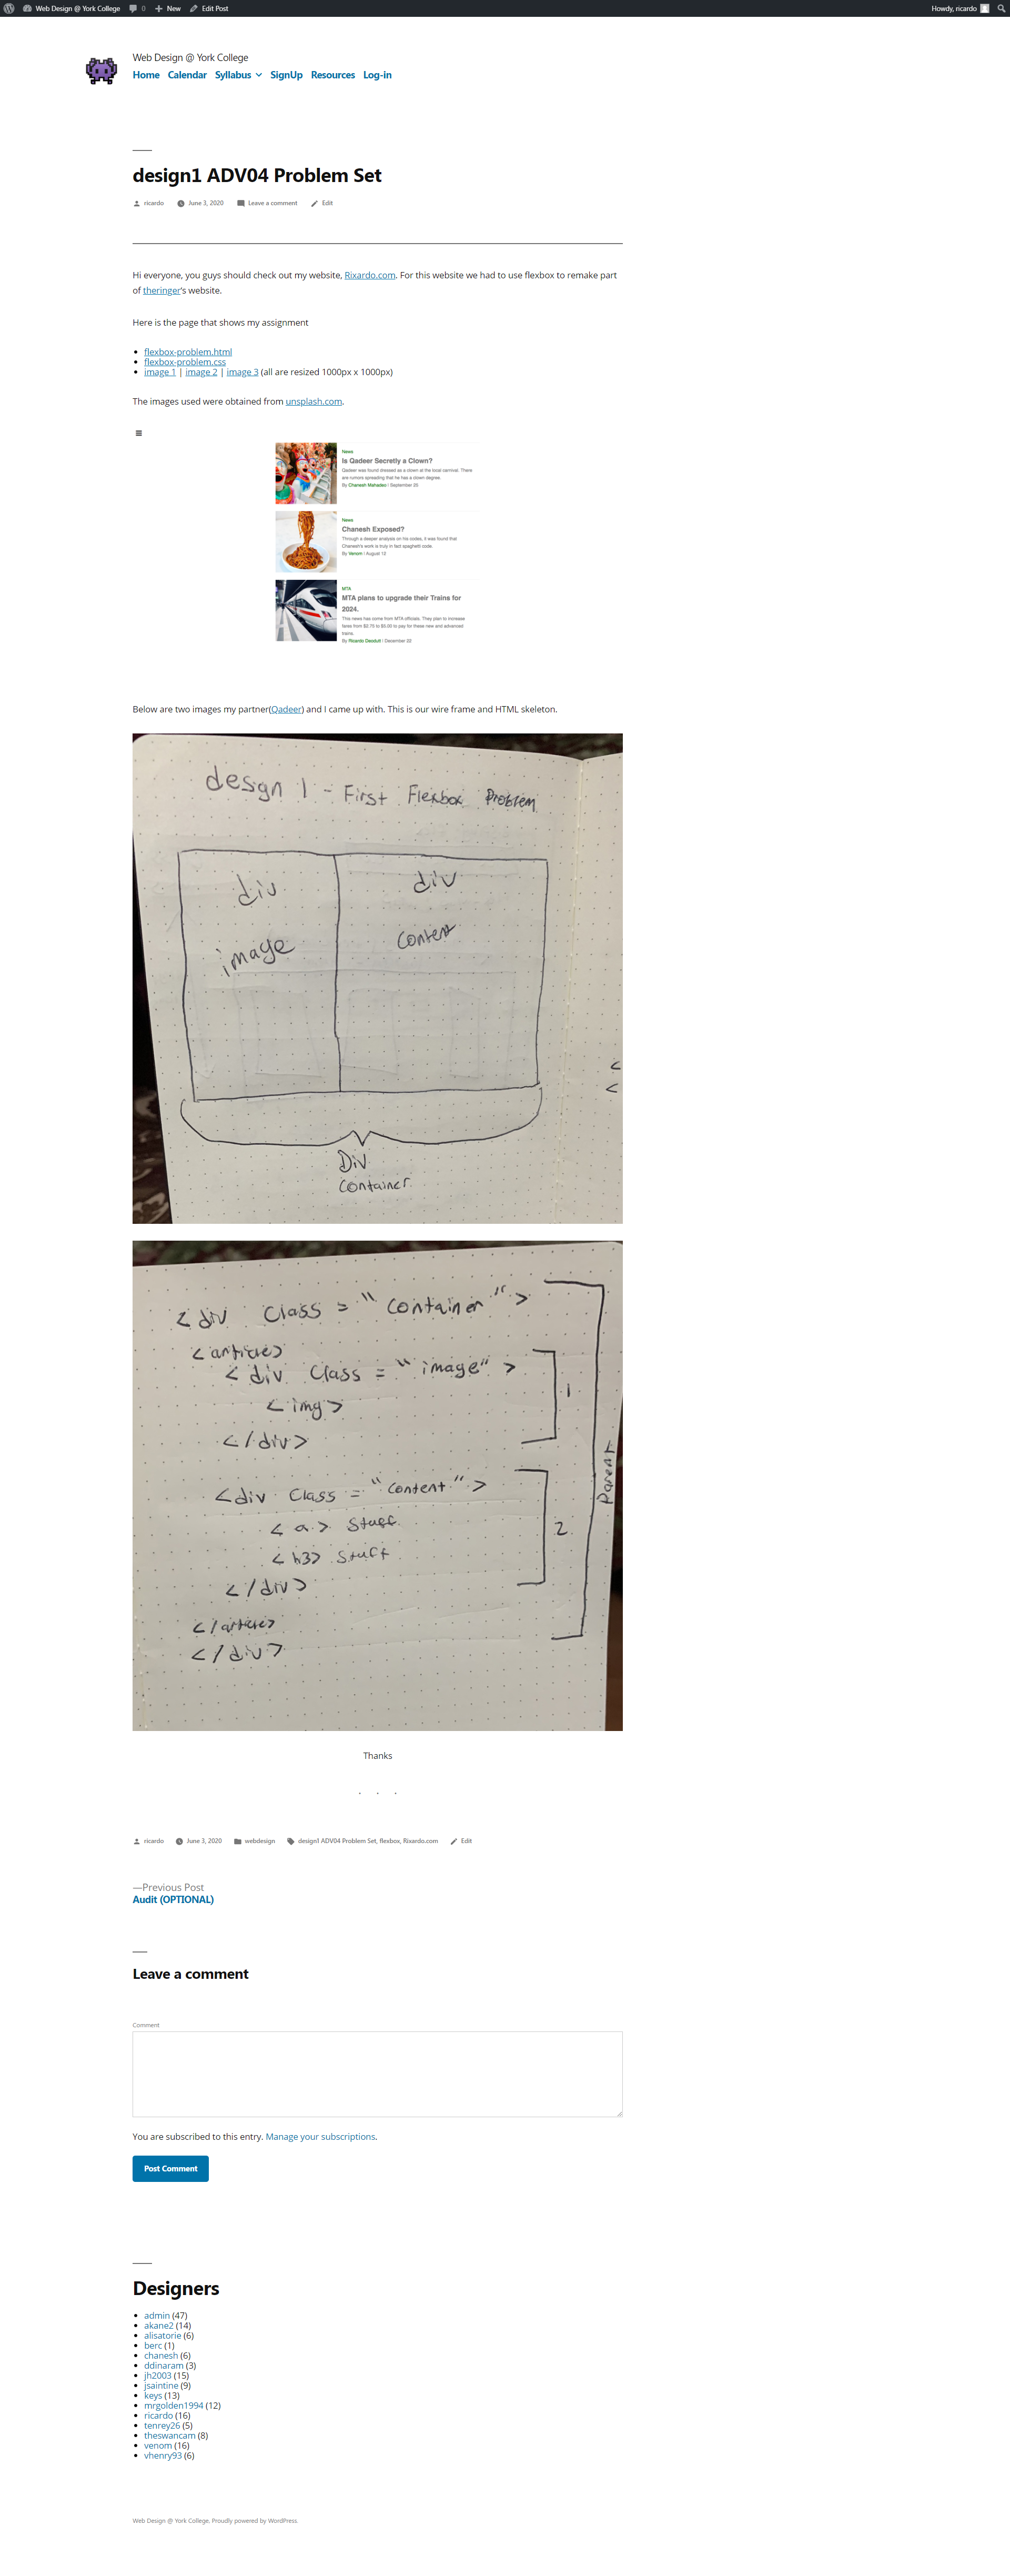 Web Design @ York College 0 New Edit Post Howdy, ricardo
Web Design @ York College
Home Calendar Syllabus SignUp Resources Log-in
design1 ADV04 Problem Set
ricardo June 3, 2020 Leave a comment Edit
Hi everyone, you guys should check out my website, Rixardo.com. For this website we had to use flexbox to remake part
of theringer's website.
Here is the page that shows my assignment
flexbox-problem.html
flexbox-problem.css
image 1 | image 2 | image 3 (all are resized 1000px x 1000px)
The images used were obtained from unsplash.com.
News
Is Qadeer Secretly a Clown?
Qadeer was found dressed as a clown at the local carnival. There
are rumors spreading that he has a clown degree.
By Chanesh Mahadeo | September 20
News
Chanesh Exposed?
Through a deeper analysis on his codes, it was found that
Chanesh's work is truly in fact spaghetti code.
By Venom | August 12
MTA
MTA plans to upgrade their Trains for
2024.
This news has come from MTA officials. They plan to increase
fares from $2.75 to $5.00 to pay for these new and advanced
trains.
By Ricardo Deodutt | December 20
Below are two images my partner(Qadeer) and I came up with. This is our wire frame and HTML skeleton.
design 1 - First Flexbox Problem
div div
image content
<
<
Div
Container
<div Class = "Container">
<article>
<div Class = "image">
<img>
1
</div>
Parent
<div Class = "Content">
<a> Stuff
<h3> Stuff
2
</div>
</article>
</div>
Thanks
. . .
ricardo June 3, 2020 webdesign design1 ADV04 Problem Set, flexbox, Rixardo.com Edit
—Previous Post
Audit (OPTIONAL)
Leave a comment
Comment
You are subscribed to this entry. Manage your subscriptions.
Post Comment
Designers
admin (47)
akane2 (14)
alisatorie (6)
berc (1)
chanesh (6)
ddinaram (3)
jh2003 (15)
jsaintine (9)
keys (13)
mrgolden1994 (12)
ricardo (16)
tenrey26 (5)
theswancam (8)
venom (16)
vhenry93 (6)
Web Design @ York College, Proudly powered by WordPress.